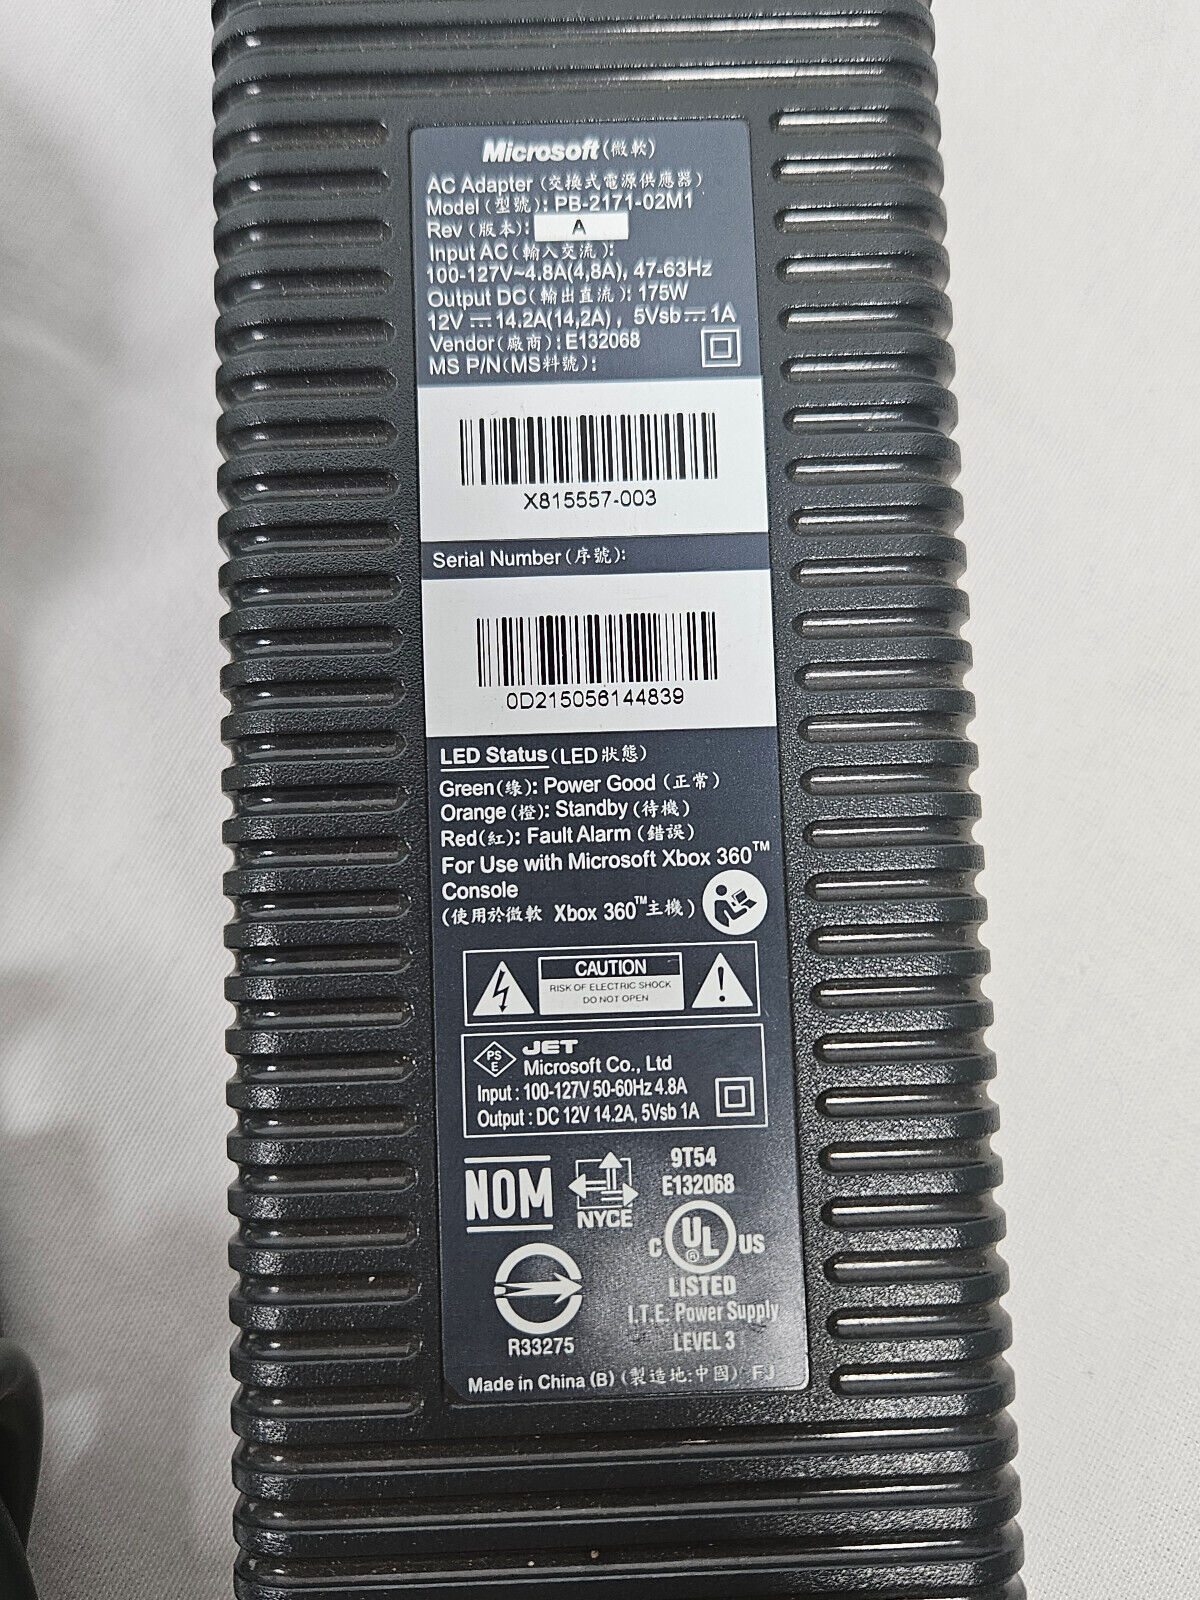 Microsoft(微軟)
AC Adapter (交換式電源供應器)
Model (型號): PB-2171-02M1
Rev (版本): A
Input AC (輸入交流):
100-127V~4.8A(4,8A), 47-63Hz
Output DC (輸出直流): 175W
12V ⎓ 14.2A(14,2A), 5Vsb ⎓ 1A
Vendor (廠商): E132068
MS P/N(MS料號):
X815557-003
Serial Number (序號):
0D215056144839
LED Status (LED 狀態)
Green(綠): Power Good (正常)
Orange (橙): Standby (待機)
Red(紅): Fault Alarm (錯誤)
For Use with Microsoft Xbox 360™
Console
(使用於微軟 Xbox 360™主機)
CAUTION
RISK OF ELECTRIC SHOCK
DO NOT OPEN
PS
E
JET
Microsoft Co., Ltd
Input : 100-127V 50-60Hz 4.8A
Output : DC 12V 14.2A, 5Vsb 1A
NOM
NYCE
9T54
E132068
C UL ® US
LISTED
I.T.E. Power Supply
LEVEL 3
R33275
Made in China (B) (製造地:中國) FJ